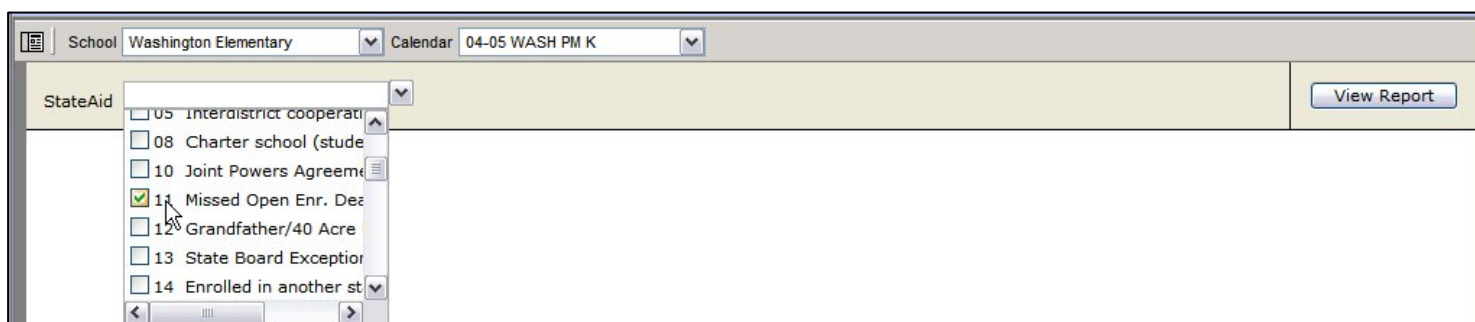 School Washington Elementary Calendar 04-05 WASH PM K
StateAid View Report
05 Interdistrict cooperati
08 Charter school (stude
10 Joint Powers Agreeme
11 Missed Open Enr. Dea
12 Grandfather/40 Acre
13 State Board Exception
14 Enrolled in another st